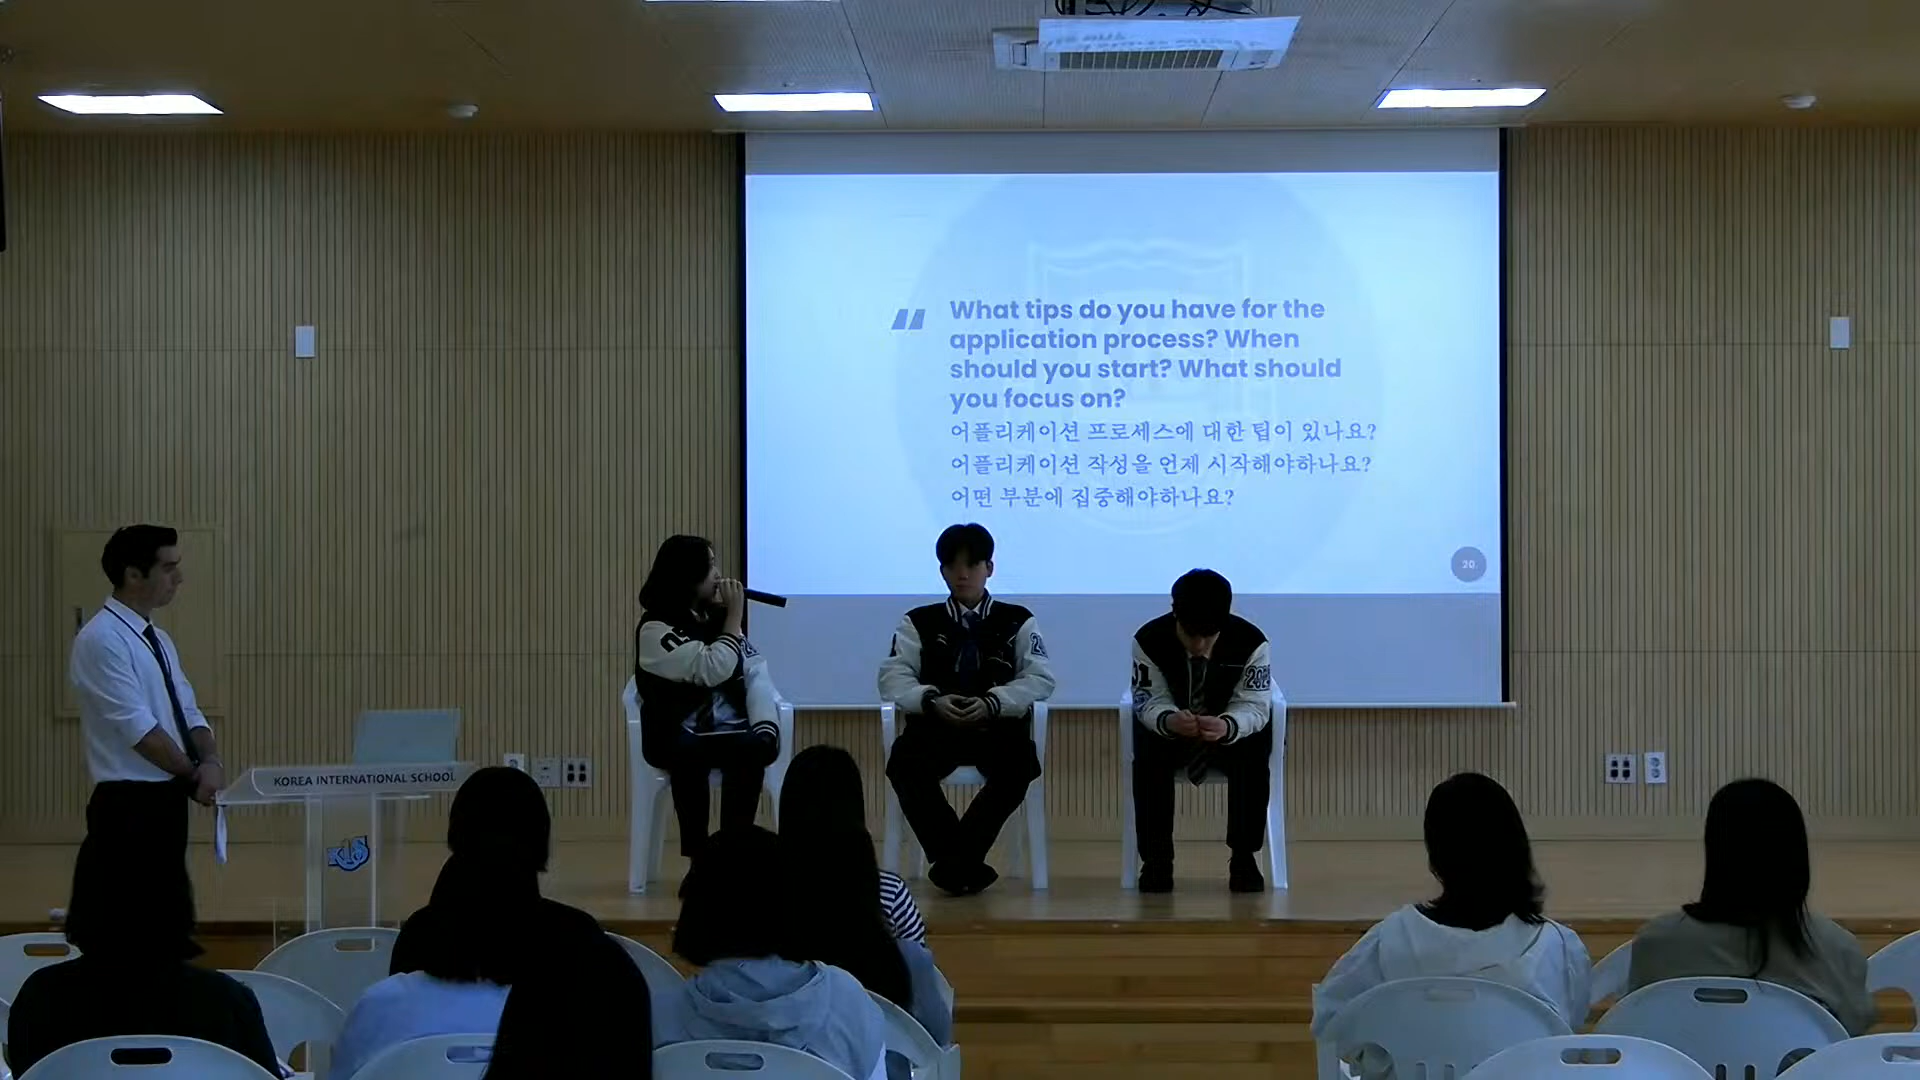 What tips do you have for the
application process? When
should you start? What should
you focus on?
어플리케이션 프로세스에 대한 팁이 있나요?
어플리케이션 작성을 언제 시작해야하나요?
어떤 부분에 집중해야하나요?
20
KOREA INTERNATIONAL SCHOOL
KIS
01